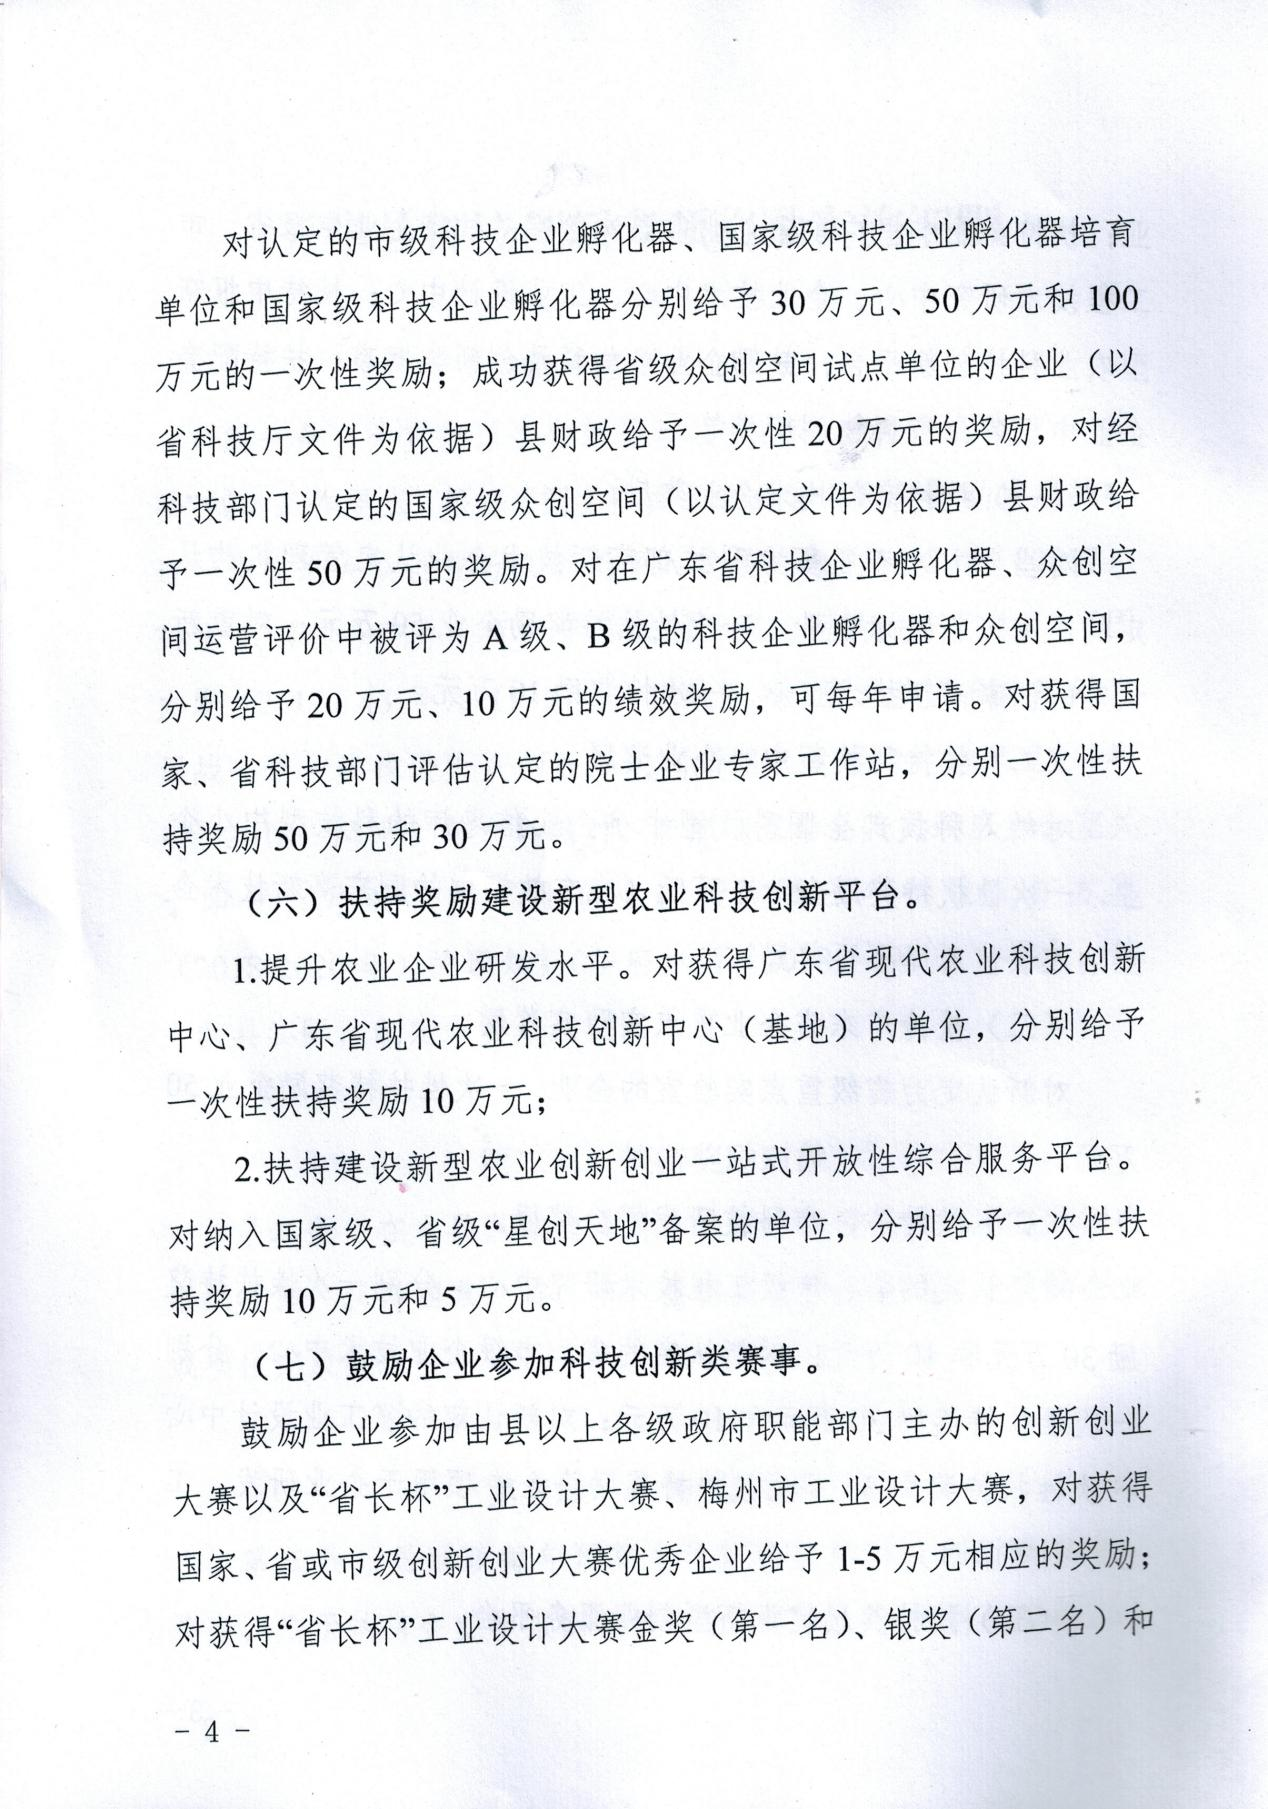 对认定的市级科技企业孵化器、国家级科技企业孵化器培育
单位和国家级科技企业孵化器分别给予 30 万元、50 万元和 100
万元的一次性奖励；成功获得省级众创空间试点单位的企业（以
省科技厅文件为依据）县财政给予一次性 20 万元的奖励，对经
科技部门认定的国家级众创空间（以认定文件为依据）县财政给
予一次性 50 万元的奖励。对在广东省科技企业孵化器、众创空
间运营评价中被评为 A 级、B 级的科技企业孵化器和众创空间，
分别给予 20 万元、10 万元的绩效奖励，可每年申请。对获得国
家、省科技部门评估认定的院士企业专家工作站，分别一次性扶
持奖励 50 万元和 30 万元。
（六）扶持奖励建设新型农业科技创新平台。
1.提升农业企业研发水平。对获得广东省现代农业科技创新
中心、广东省现代农业科技创新中心（基地）的单位，分别给予
一次性扶持奖励 10 万元；
2.扶持建设新型农业创新创业一站式开放性综合服务平台。
对纳入国家级、省级“星创天地”备案的单位，分别给予一次性扶
持奖励 10 万元和 5 万元。
（七）鼓励企业参加科技创新类赛事。
鼓励企业参加由县以上各级政府职能部门主办的创新创业
大赛以及“省长杯”工业设计大赛、梅州市工业设计大赛，对获得
国家、省或市级创新创业大赛优秀企业给予 1-5 万元相应的奖励；
对获得“省长杯”工业设计大赛金奖（第一名）、银奖（第二名）和
- 4 -